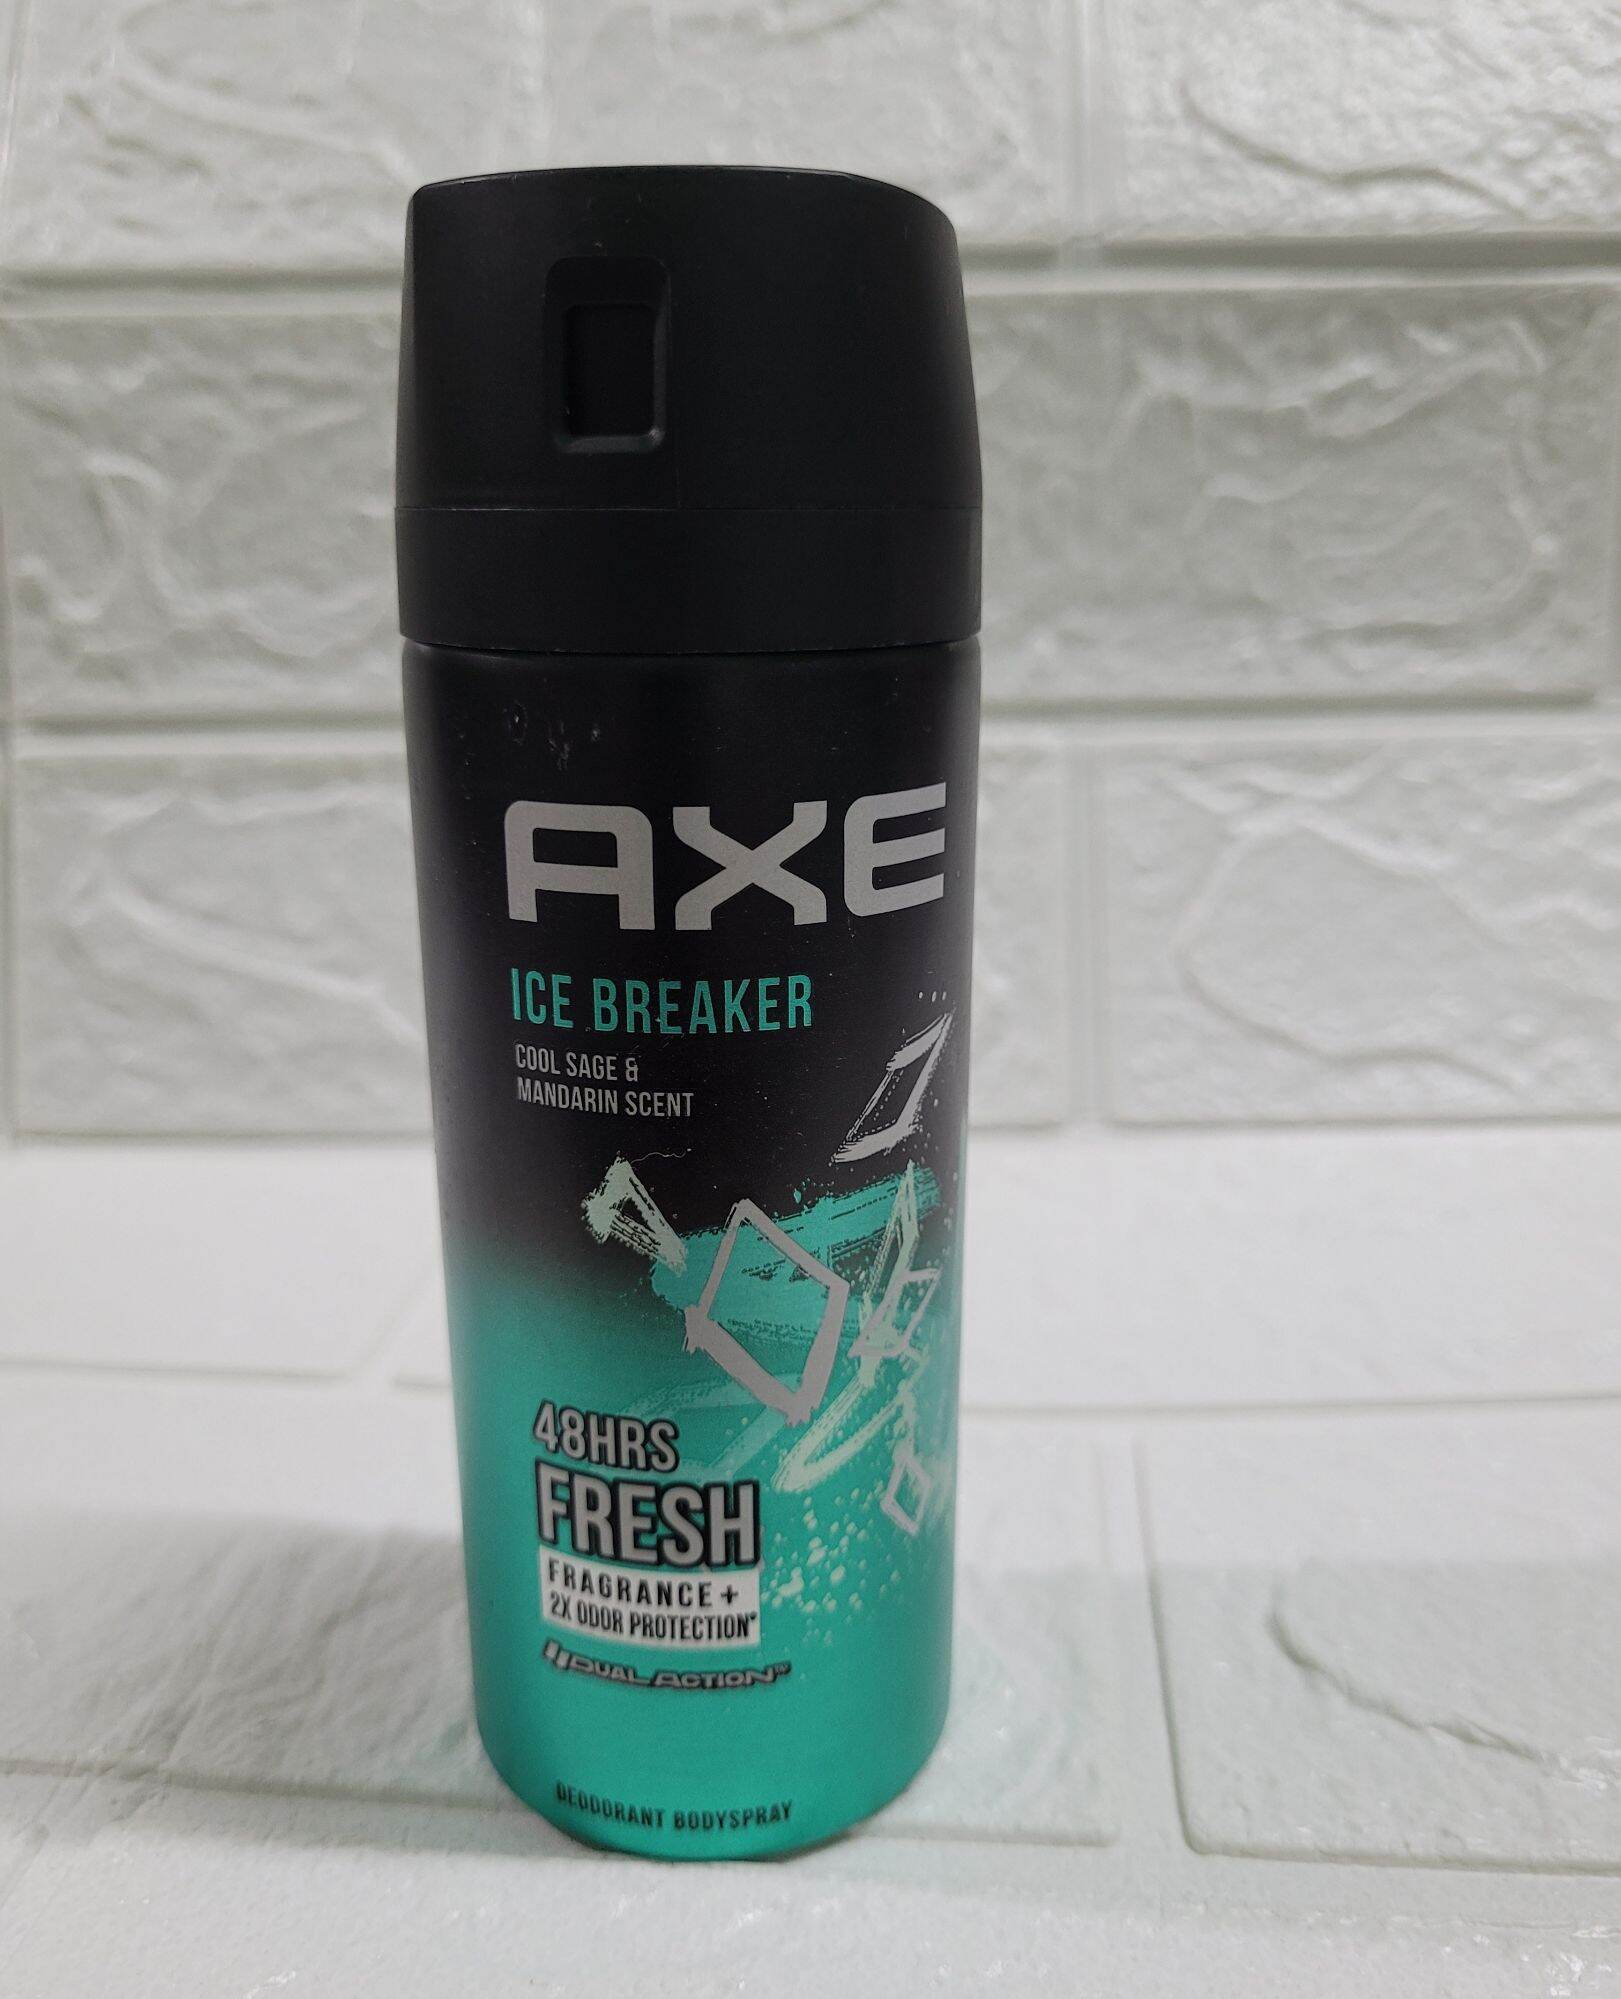 AXE
ICE BREAKER
COOL SAGE &
MANDARIN SCENT
48HRS
FRESH
FRAGRANCE +
2X ODOR PROTECTION*
DUAL ACTION™
DEODORANT BODYSPRAY